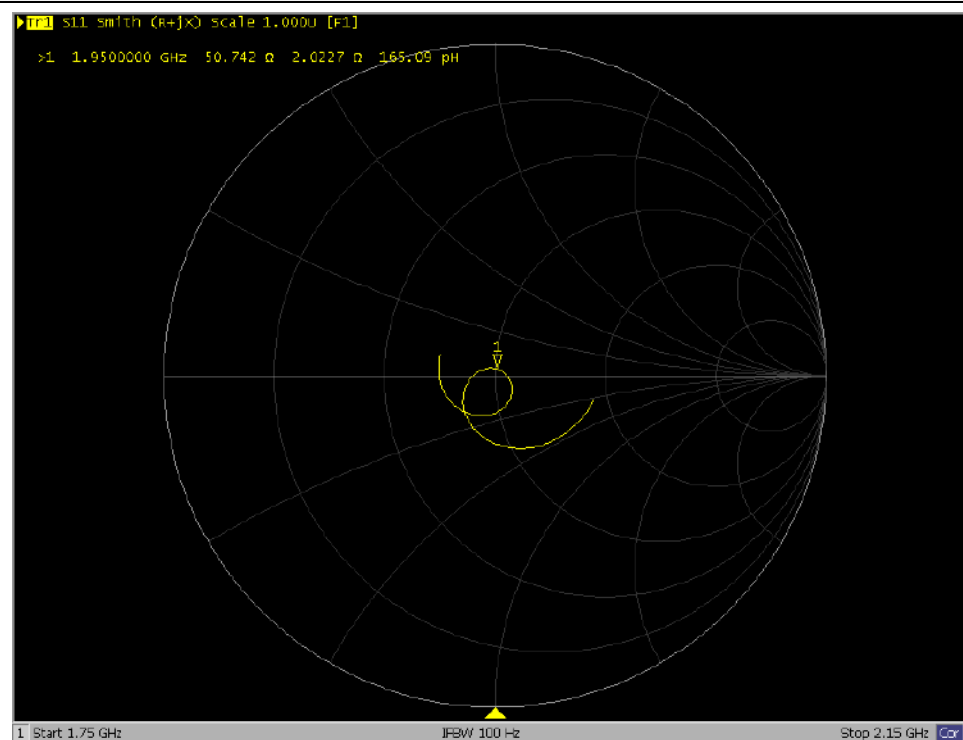 Tr1 S11 Smith (R+jX) Scale 1.000U [F1]
>1 1.9500000 GHz 50.742 Ω 2.0227 Ω 165.09 pH
1
1 Start 1.75 GHz IFBW 100 Hz Stop 2.15 GHz Cor